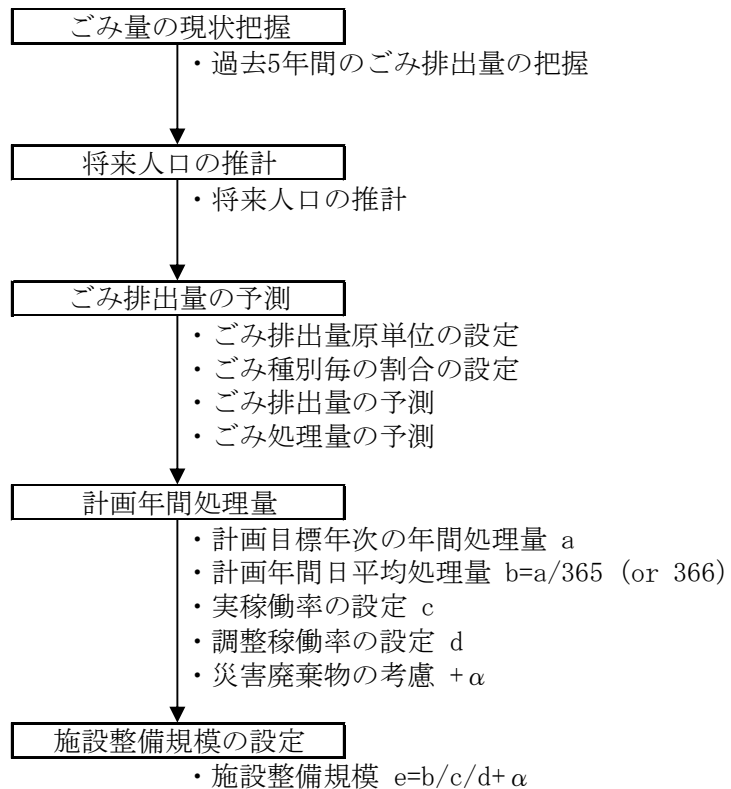 ごみ量の現状把握
・過去5年間のごみ排出量の把握
将来人口の推計
・将来人口の推計
ごみ排出量の予測
・ごみ排出量原単位の設定
・ごみ種別毎の割合の設定
・ごみ排出量の予測
・ごみ処理量の予測
計画年間処理量
・計画目標年次の年間処理量 a
・計画年間日平均処理量 b=a/365 (or 366)
・実稼働率の設定 c
・調整稼働率の設定 d
・災害廃棄物の考慮 +α
施設整備規模の設定
・施設整備規模 e=b/c/d+α